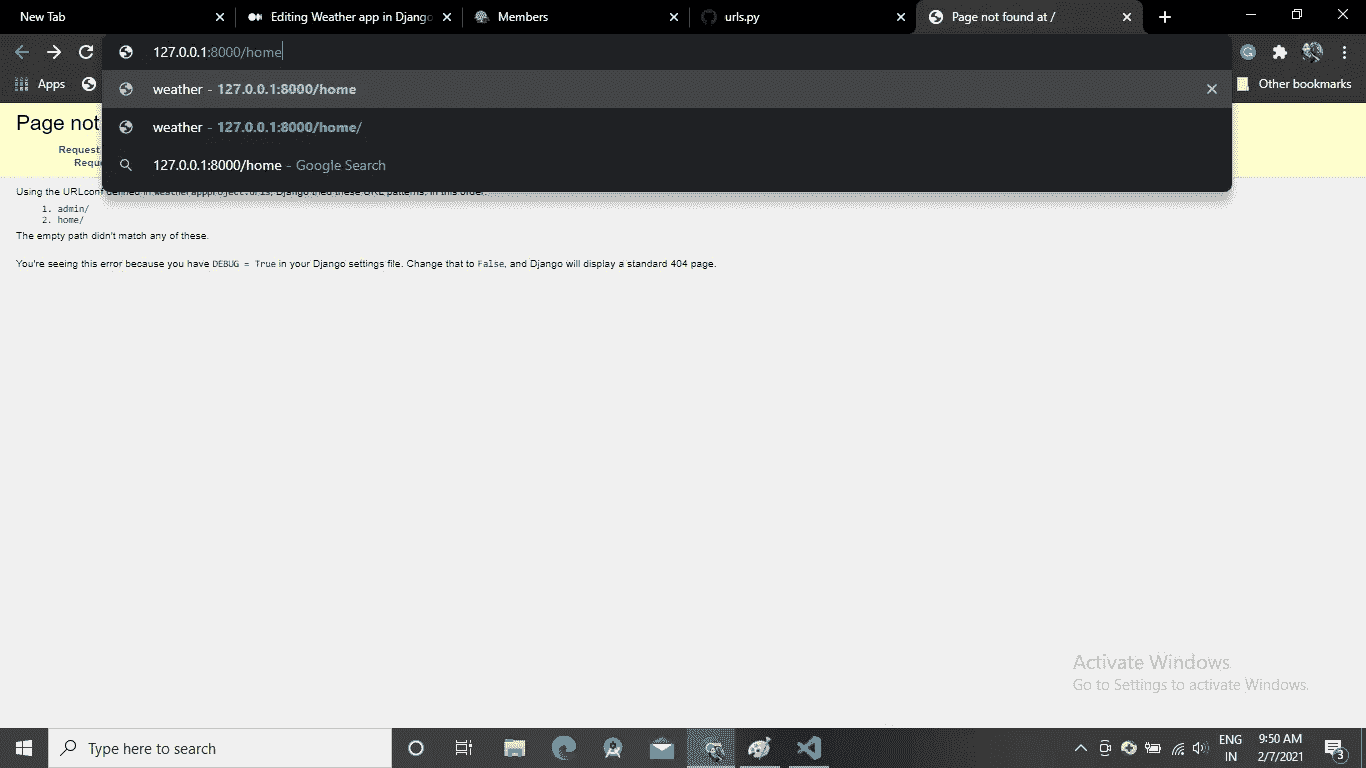 New Tab
Editing Weather app in Django
Members
urls.py
Page not found at /
127.0.0.1:8000/home
Apps
weather - 127.0.0.1:8000/home
Other bookmarks
Page not
weather - 127.0.0.1:8000/home/
Request
Requ
127.0.0.1:8000/home - Google Search
Using the URLconf defined in weatherappproject.urls, Django tried these URL patterns, in this order:
1. admin/
2. home/
The empty path didn't match any of these.
You're seeing this error because you have DEBUG = True in your Django settings file. Change that to False, and Django will display a standard 404 page.
Activate Windows
Go to Settings to activate Windows.
Type here to search
ENG
IN
9:50 AM
2/7/2021
3